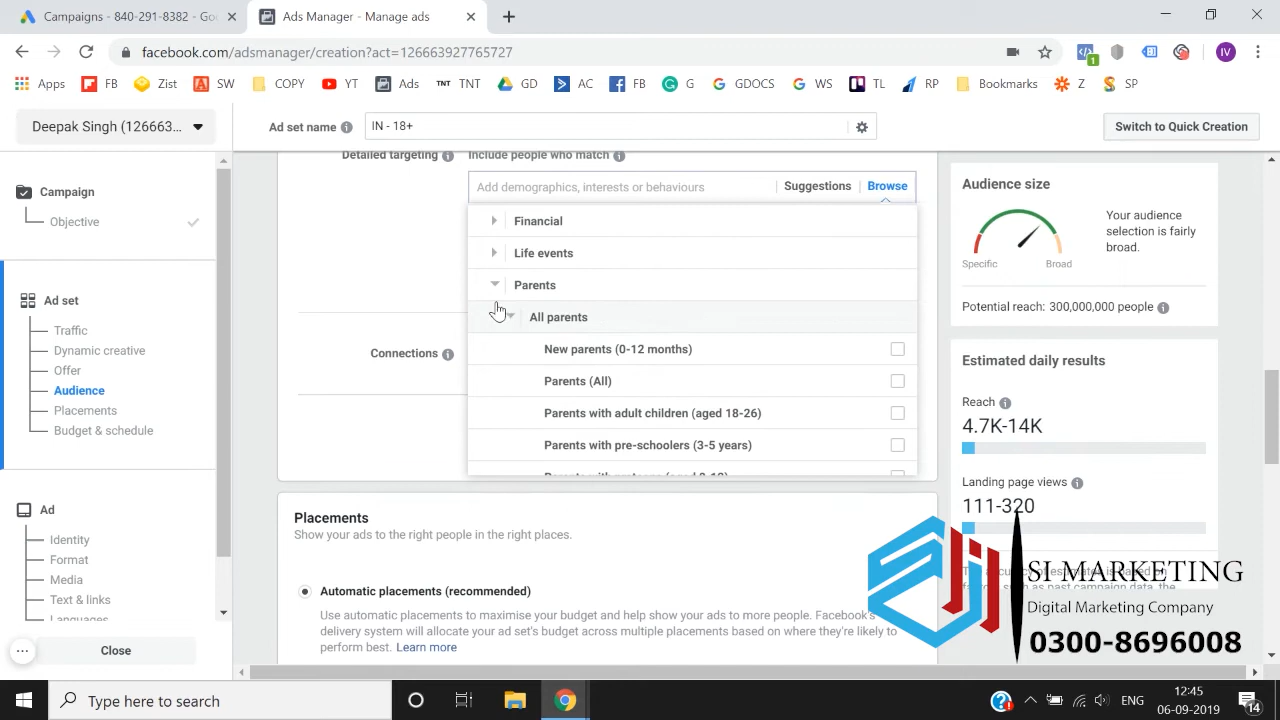 Campaigns - 840-291-8382 - Go
Ads Manager - Manage ads
facebook.com/adsmanager/creation?act=126663927765727
1
IV
Apps
FB
Zist
SW
COPY
YT
Ads
TNT TNT
GD
AC
FB
G
GDOCS
WS
TL
RP
Bookmarks
Z
SP
Deepak Singh (126663...
Ad set name
IN - 18+
Switch to Quick Creation
Campaign
Objective
Ad set
Traffic
Dynamic creative
Offer
Audience
Placements
Budget & schedule
Ad
Identity
Format
Media
Text & links
Languages
Close
Detailed targeting
Include people who match
Add demographics, interests or behaviours
Suggestions
Browse
Financial
Life events
Parents
All parents
New parents (0-12 months)
Parents (All)
Parents with adult children (aged 18-26)
Parents with pre-schoolers (3-5 years)
Connections
Placements
Show your ads to the right people in the right places.
Automatic placements (recommended)
Use automatic placements to maximise your budget and help show your ads to more people. Facebook's
delivery system will allocate your ad set's budget across multiple placements based on where they're likely to
perform best. Learn more
Audience size
Specific
Broad
Your audience
selection is fairly
broad.
Potential reach: 300,000,000 people
Estimated daily results
Reach
4.7K-14K
Landing page views
111-320
SI MARKETING
Digital Marketing Company
0300-8696008
Type here to search
ENG
12:45
06-09-2019
14